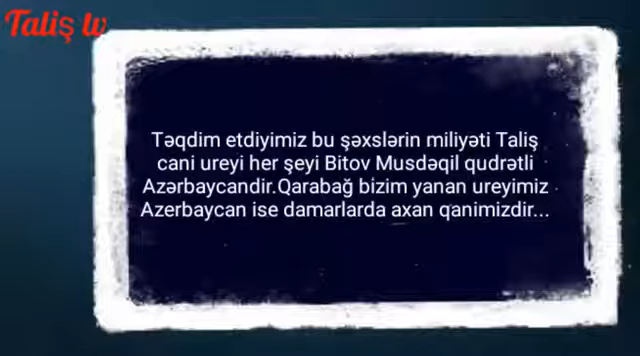 Taliş tv
Təqdim etdiyimiz bu şəxslərin miliyəti Taliş
cani ureyi her şeyi Bitov Musdəqil qudrətli
Azərbaycandir.Qarabağ bizim yanan ureyimiz
Azerbaycan ise damarlarda axan qanimizdir...